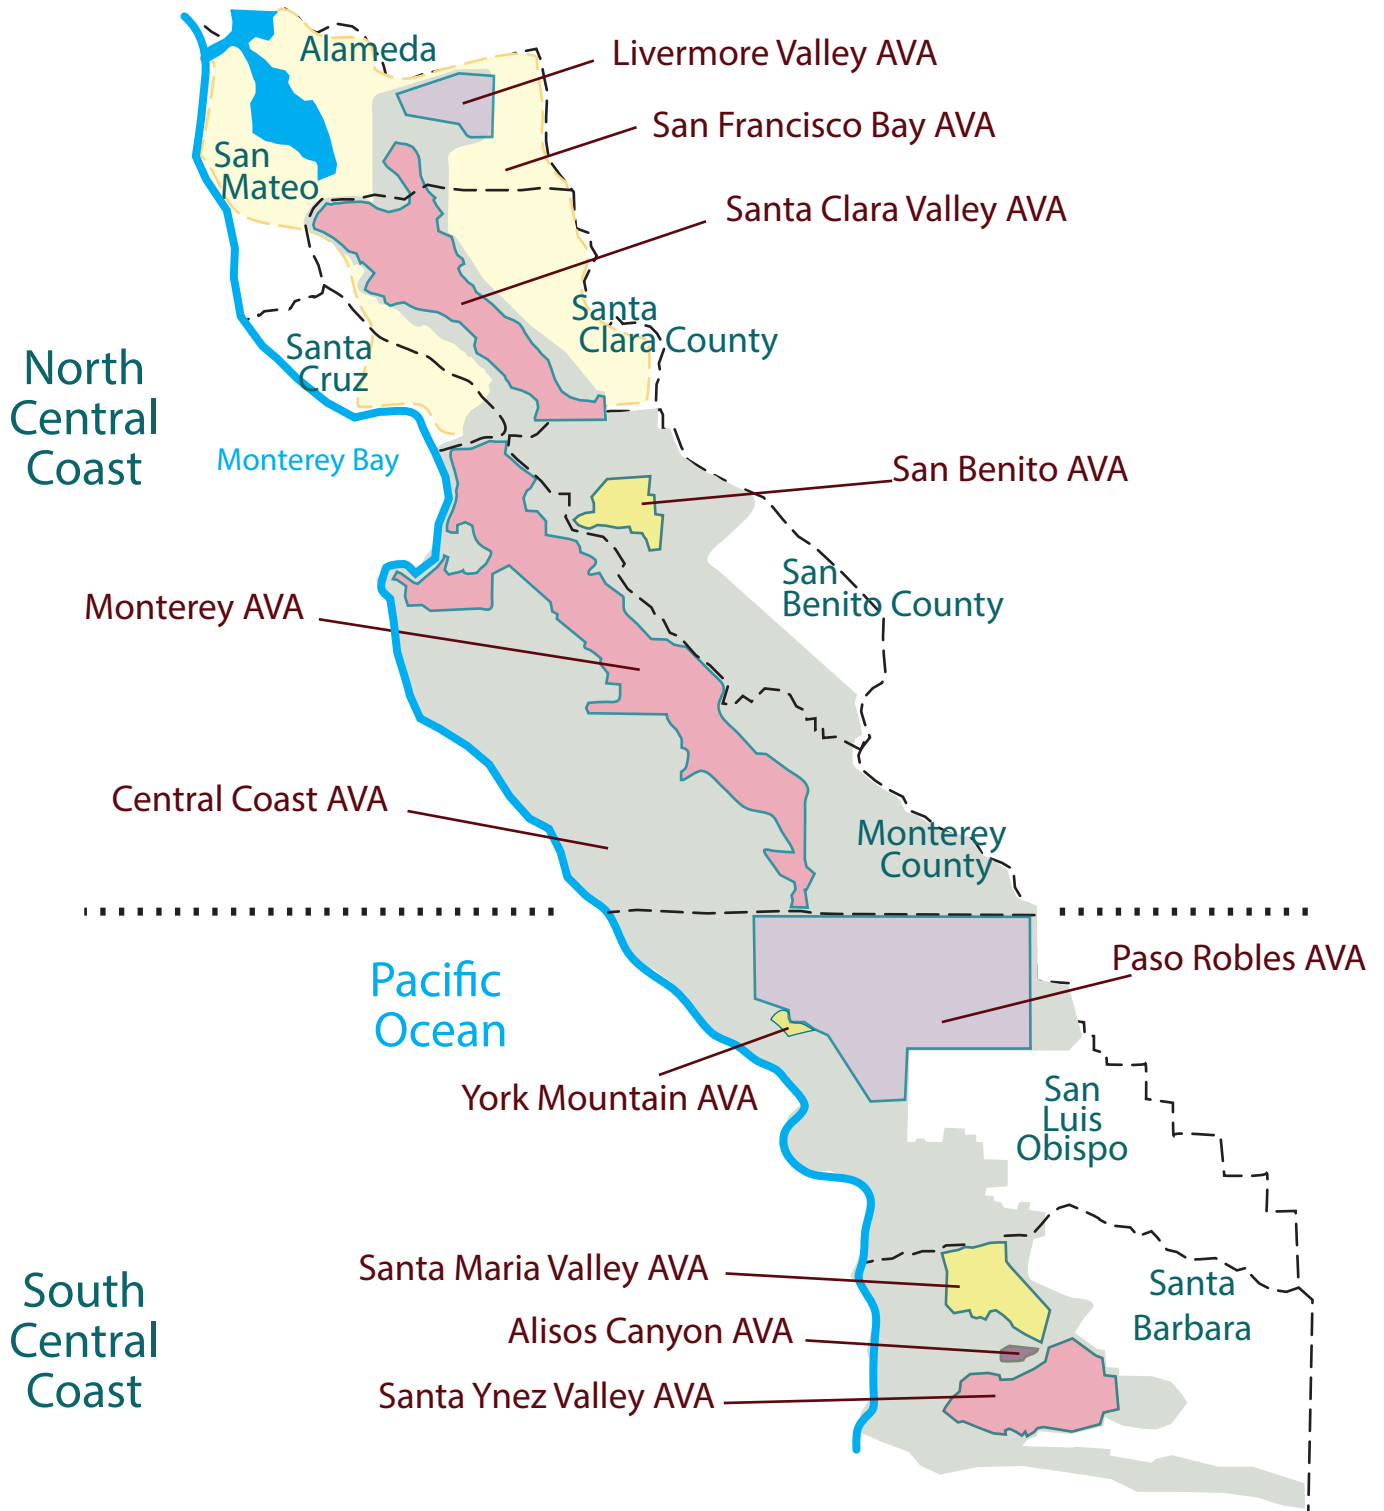 Alameda
Livermore Valley AVA
San Francisco Bay AVA
San
Mateo
Santa Clara Valley AVA
Santa
Clara County
Santa
Cruz
North
Central
Coast
Monterey Bay
San Benito AVA
San
Benito County
Monterey AVA
Central Coast AVA
Monterey
County
Pacific
Ocean
Paso Robles AVA
York Mountain AVA
San
Luis
Obispo
Santa Maria Valley AVA
Santa
Barbara
South
Central
Coast
Alisos Canyon AVA
Santa Ynez Valley AVA